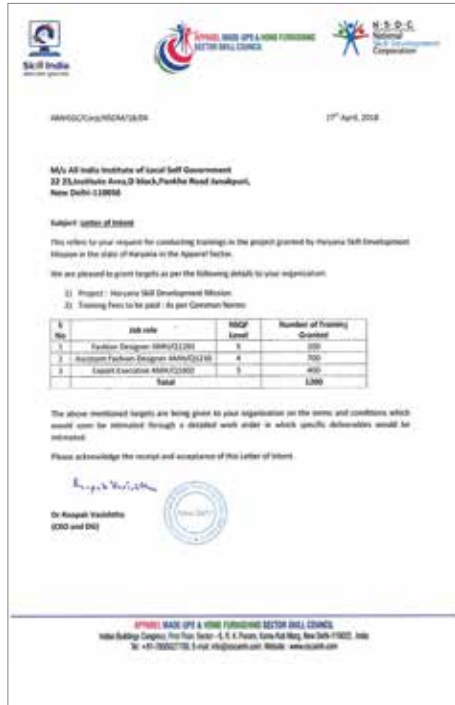 Skill India
APPAREL MADE-UPS & HOME FURNISHING
SECTOR SKILL COUNCIL
N·S·D·C
National
Skill Development
Corporation
27th April, 2018
M/s All India Institute of Local Self Government
22 23,Institute Area,D block,Pankha Road Janakpuri,
New Delhi-110058
Subject: Letter of Intent
This refers to your request for conducting trainings in the project granted by Haryana Skill Development
Mission in the state of Haryana in the Apparel Sector.
We are pleased to grant targets as per the following details to your organisation:
1) Project : Haryana Skill Development Mission
2) Training Fees to be paid : As per Common Norms
S No Job role NSQF Level Number of Training Granted
1 Fashion Designer 5
2 Assistant Fashion Designer 4 700
3 Export Executive 5 400
Total 1200
The above mentioned targets are being given to your organisation on the terms and conditions which
would soon be intimated through a detailed work order in which specific deliverables would be
intimated.
Please acknowledge the receipt and acceptance of this Letter of Intent.
New Delhi
Dr Roopak Vasishtha
(CEO and DG)
APPAREL MADE-UPS & HOME FURNISHING SECTOR SKILL COUNCIL